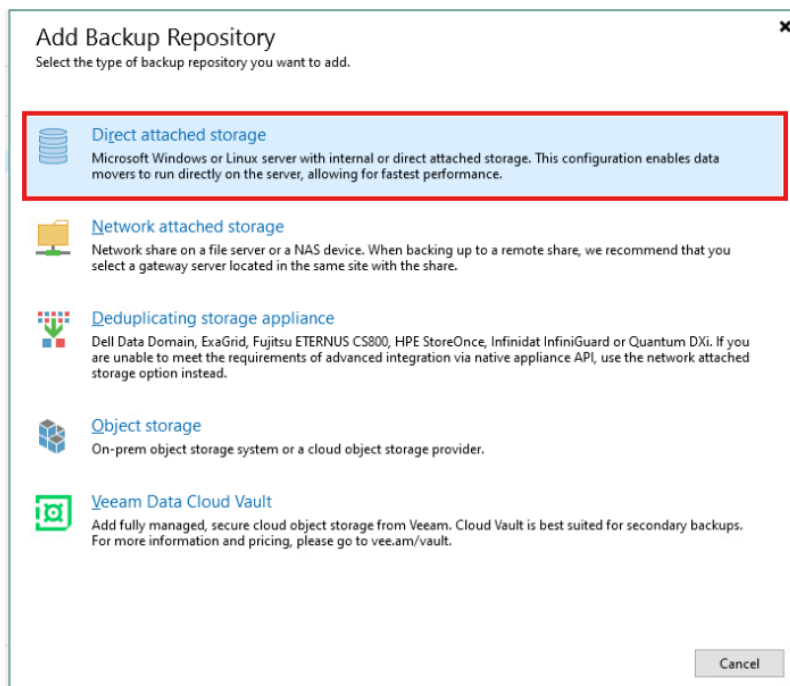 Add Backup Repository
Select the type of backup repository you want to add.
Direct attached storage
Microsoft Windows or Linux server with internal or direct attached storage. This configuration enables data
movers to run directly on the server, allowing for fastest performance.
Network attached storage
Network share on a file server or a NAS device. When backing up to a remote share, we recommend that you
select a gateway server located in the same site with the share.
Deduplicating storage appliance
Dell Data Domain, ExaGrid, Fujitsu ETERNUS CS800, HPE StoreOnce, Infinidat InfiniGuard or Quantum DXi. If you
are unable to meet the requirements of advanced integration via native appliance API, use the network attached
storage option instead.
Object storage
On-prem object storage system or a cloud object storage provider.
Veeam Data Cloud Vault
Add fully managed, secure cloud object storage from Veeam. Cloud Vault is best suited for secondary backups.
For more information and pricing, please go to vee.am/vault.
Cancel